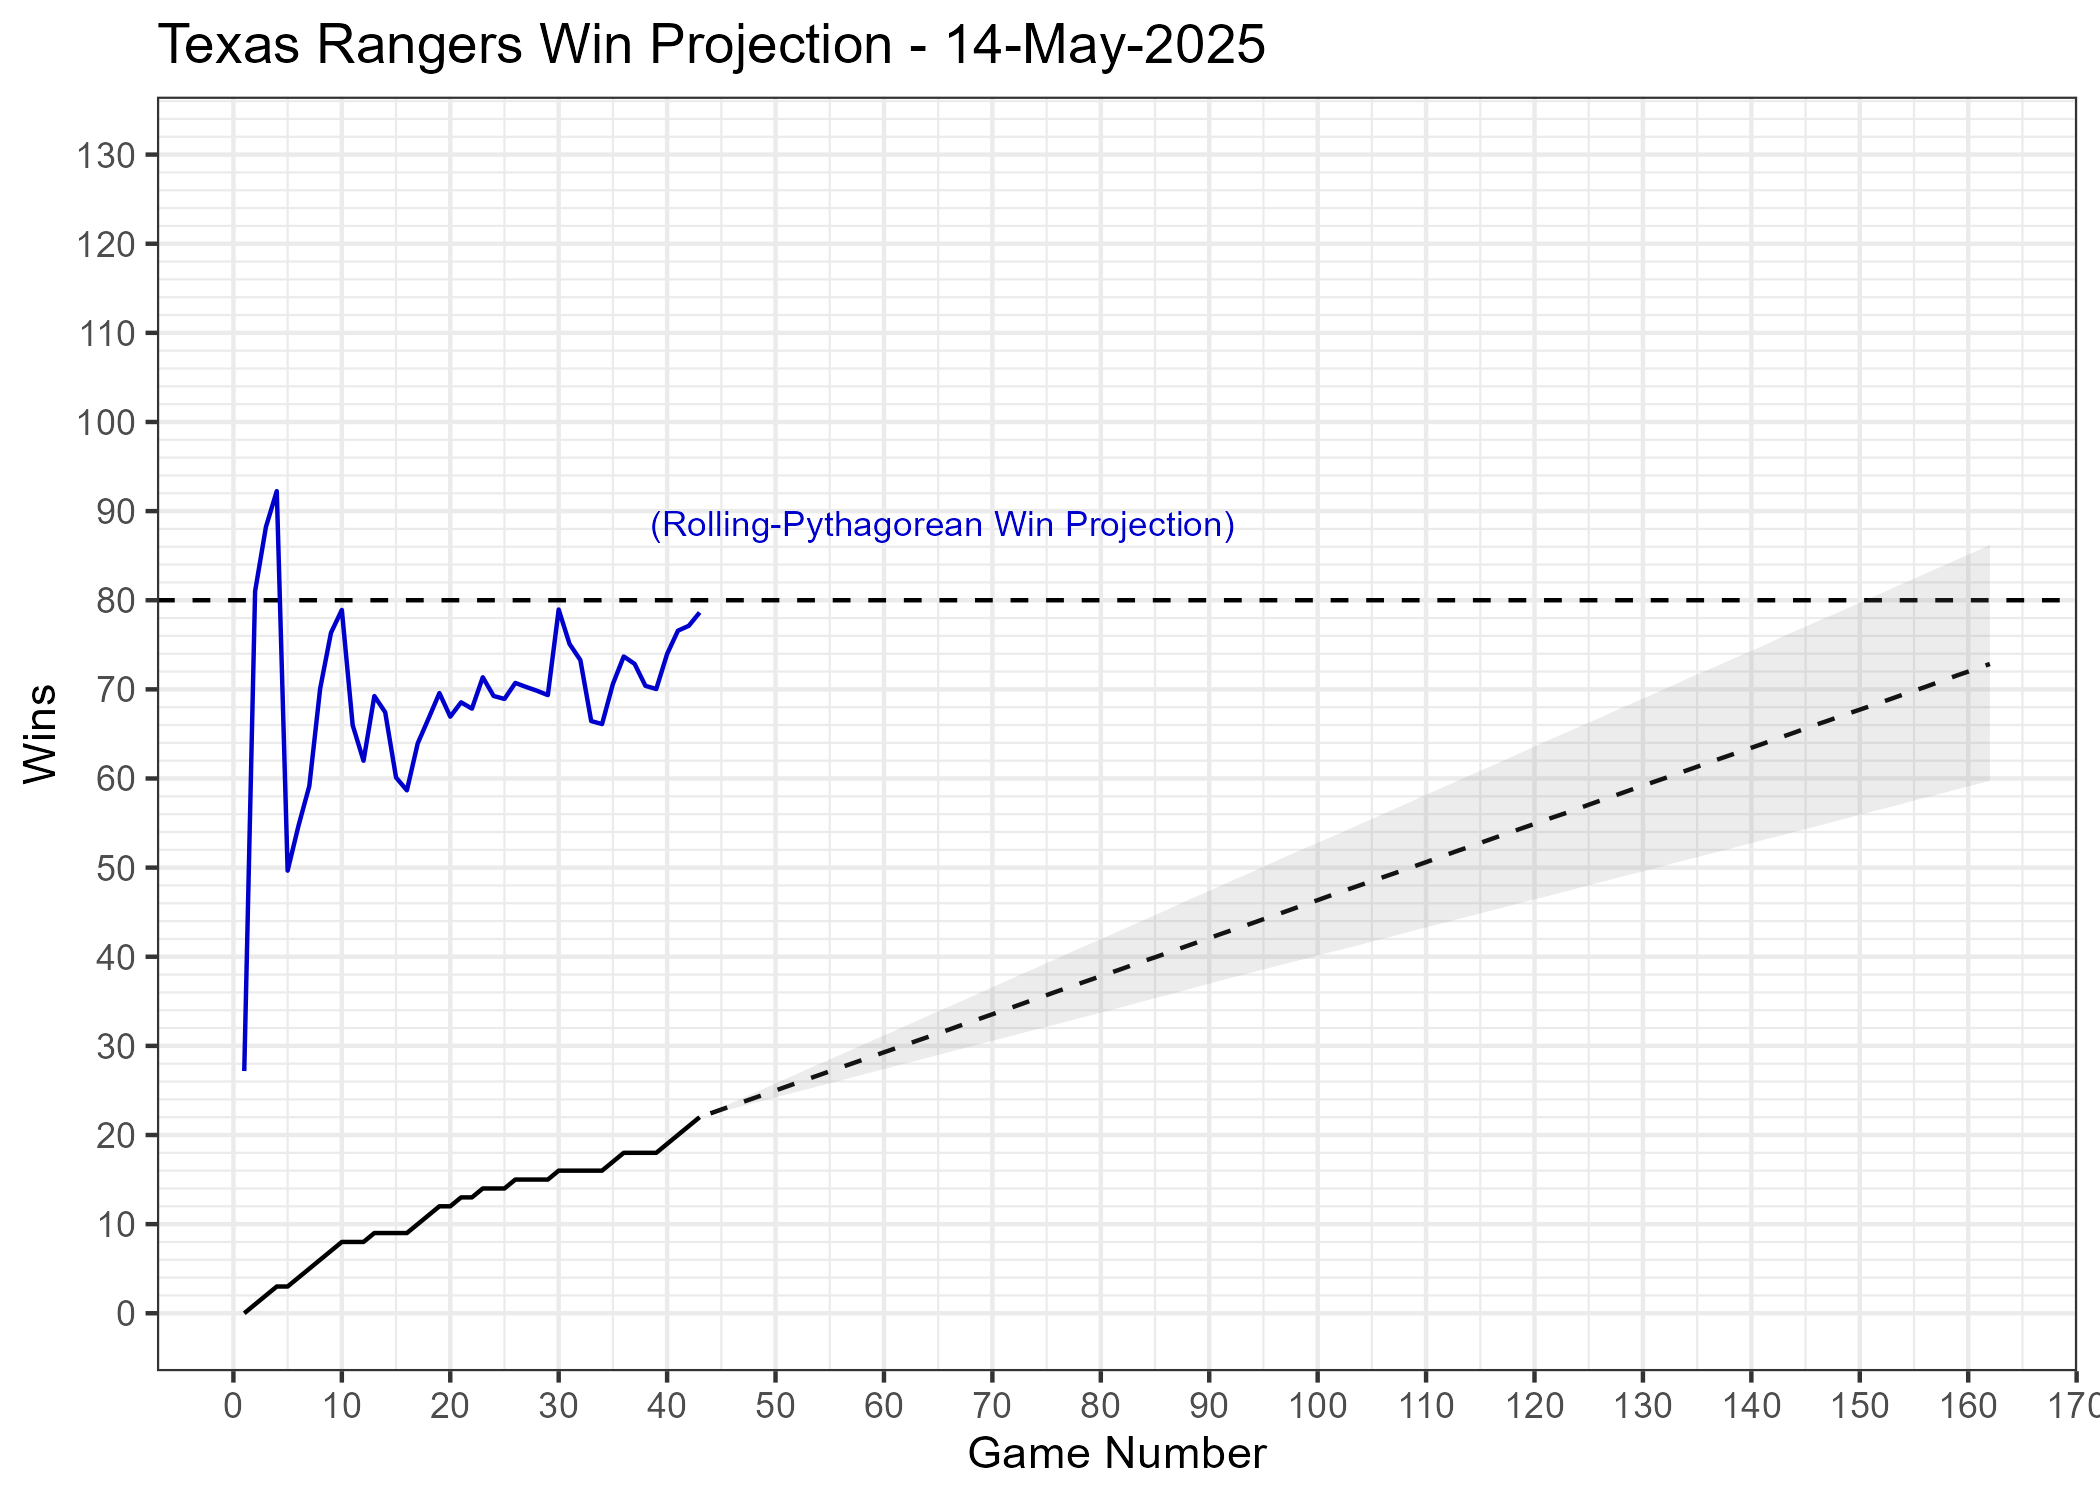 Texas Rangers Win Projection - 14-May-2025
130
120
110
100
90
80
70
60
50
40
30
20
10
0
Wins
(Rolling-Pythagorean Win Projection)
0 10 20 30 40 50 60 70 80 90 100 110 120 130 140 150 160 170
Game Number